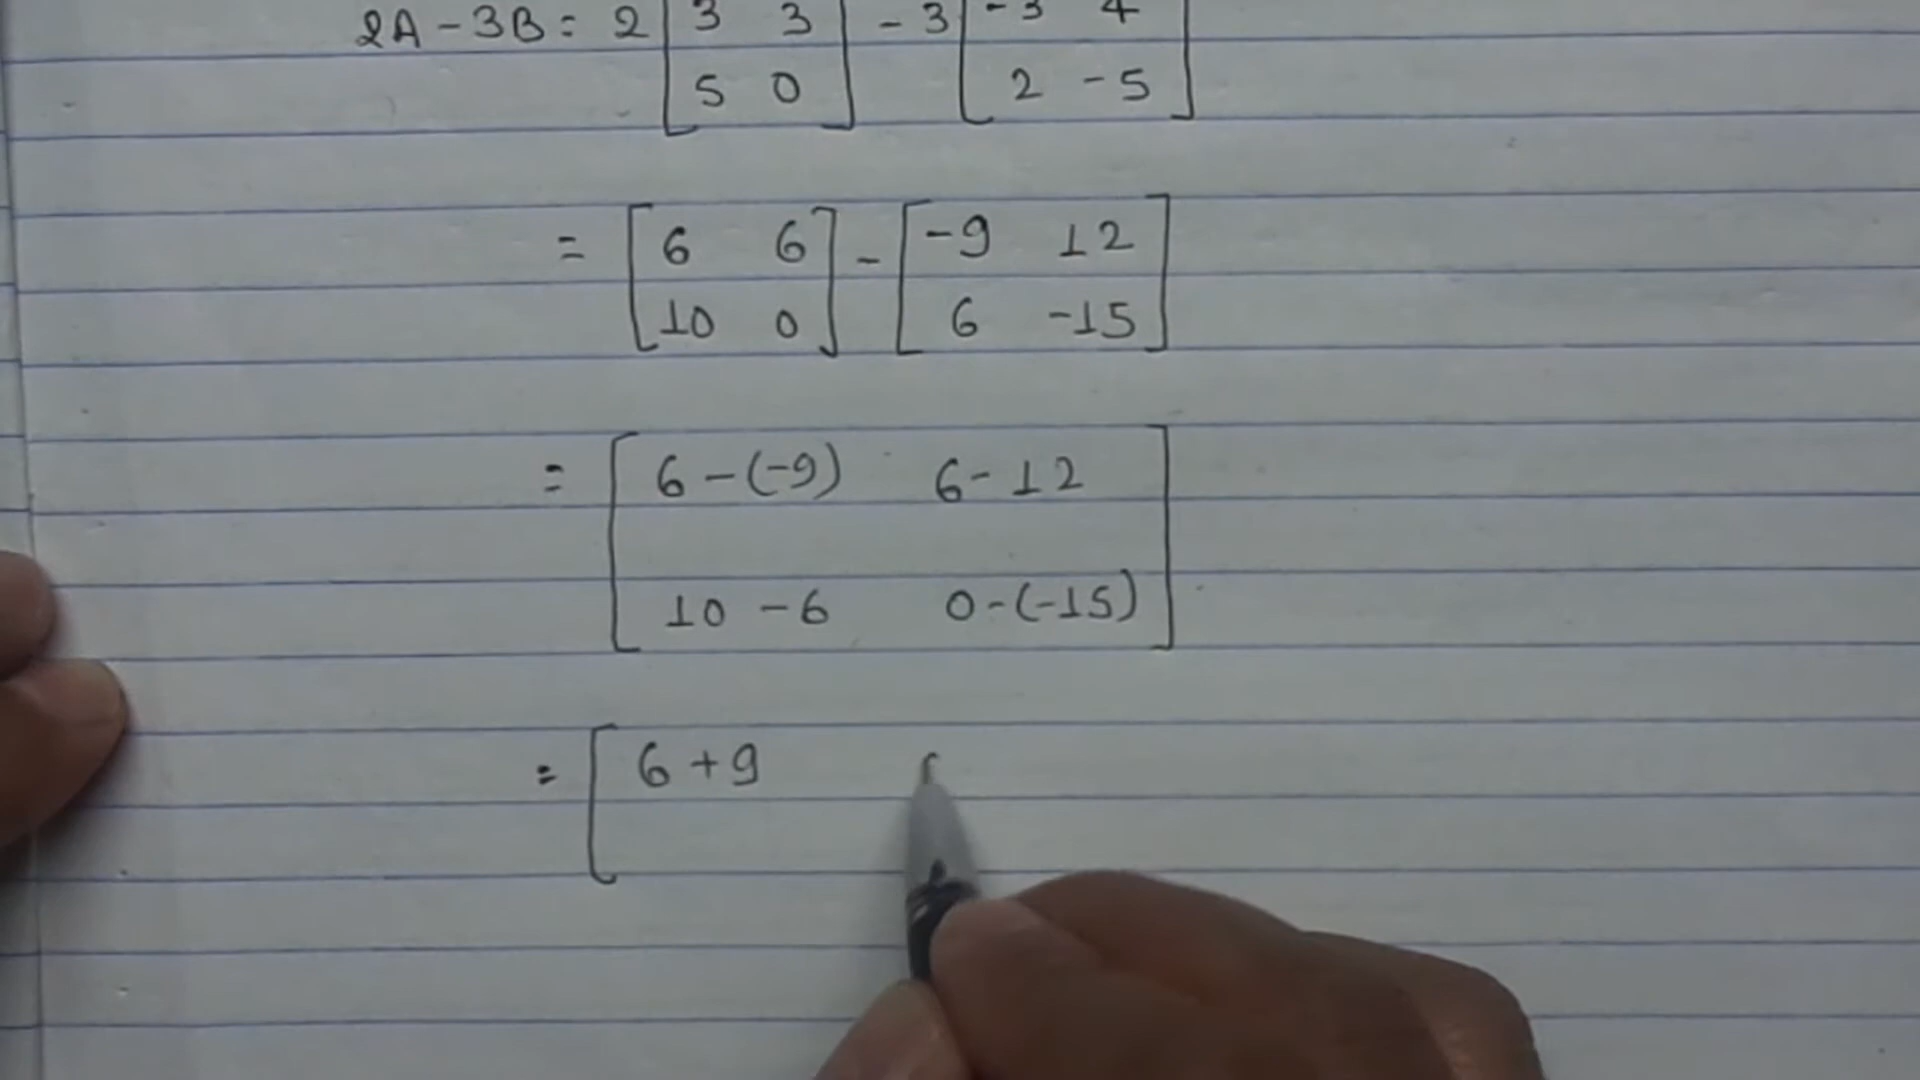 2A - 3B = 2 [ 3 3 ] - 3 [ -3 4 ]
[ 5 0 ] [ 2 -5 ]
= [ 6 6 ] - [ -9 12 ]
[ 10 0 ] [ 6 -15 ]
= [ 6 - (-9) 6 - 12 ]
[ 10 - 6 0 - (-15) ]
= [ 6 + 9